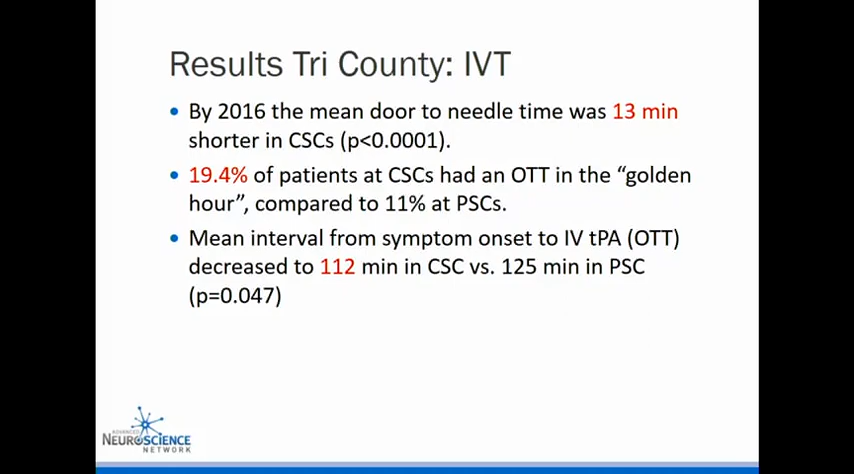 Results Tri County: IVT
• By 2016 the mean door to needle time was 13 min
shorter in CSCs (p<0.0001).
• 19.4% of patients at CSCs had an OTT in the “golden
hour”, compared to 11% at PSCs.
• Mean interval from symptom onset to IV tPA (OTT)
decreased to 112 min in CSC vs. 125 min in PSC
(p=0.047)
ADVANCED
NEUROSCIENCE
NETWORK